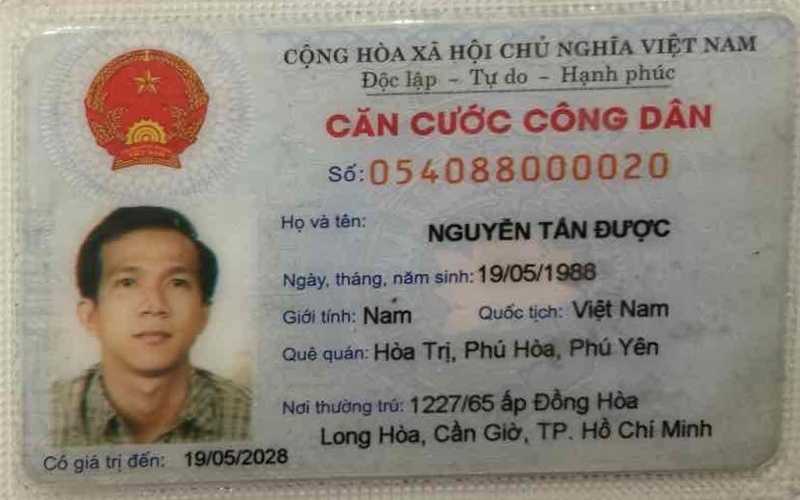 CỘNG HÒA XÃ HỘI CHỦ NGHĨA VIỆT NAM
Độc lập – Tự do – Hạnh phúc
CĂN CƯỚC CÔNG DÂN
Số: 054088000020
Họ và tên: NGUYỄN TẤN ĐƯỢC
Ngày, tháng, năm sinh: 19/05/1988
Giới tính: Nam Quốc tịch: Việt Nam
Quê quán: Hòa Trị, Phú Hòa, Phú Yên
Nơi thường trú: 1227/65 ấp Đồng Hòa
Long Hòa, Cần Giờ, TP. Hồ Chí Minh
Có giá trị đến: 19/05/2028
VIỆT NAM